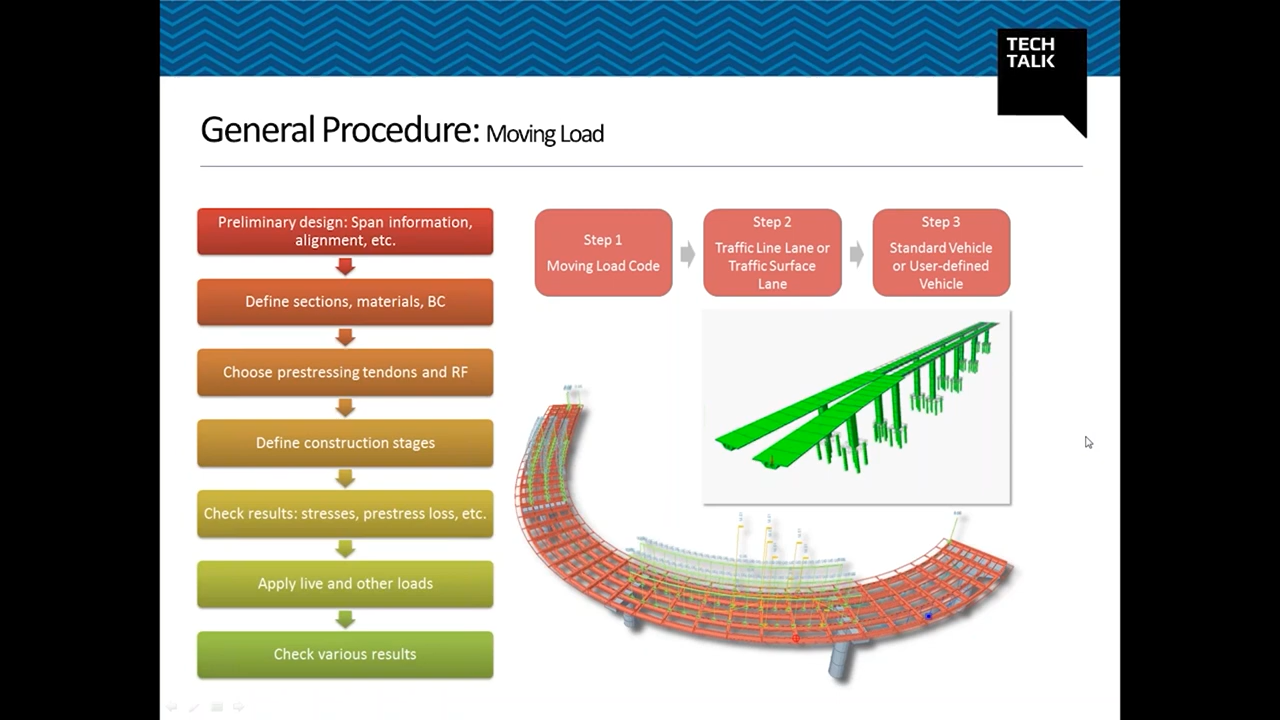 TECH
TALK
General Procedure: Moving Load
Preliminary design: Span information,
alignment, etc.
Define sections, materials, BC
Choose prestressing tendons and RF
Define construction stages
Check results: stresses, prestress loss, etc.
Apply live and other loads
Check various results
Step 1
Moving Load Code
Step 2
Traffic Line Lane or
Traffic Surface
Lane
Step 3
Standard Vehicle
or User-defined
Vehicle